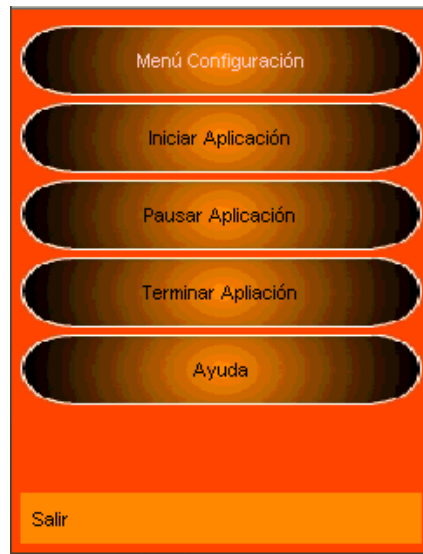 Menú Configuración
Iniciar Aplicación
Pausar Aplicación
Terminar Apliación
Ayuda
Salir